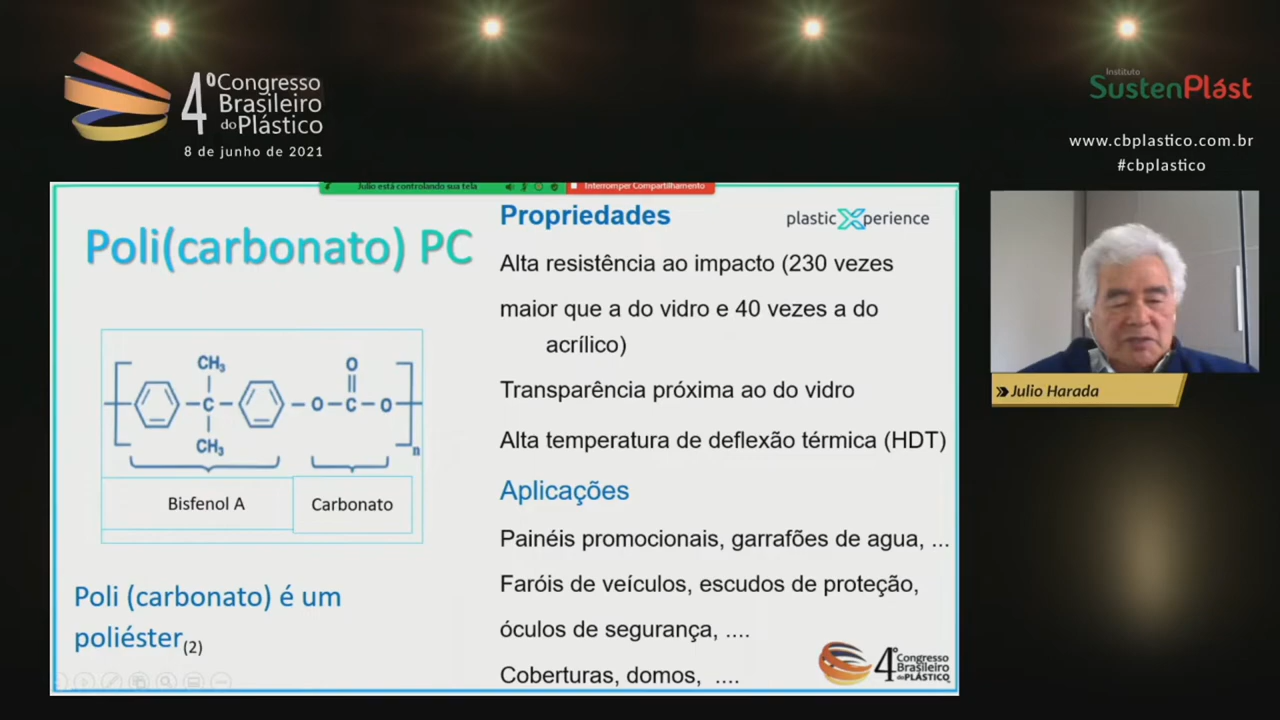 4º Congresso
Brasileiro
do Plástico
8 de junho de 2021
Instituto
SustenPlást
www.cbplastico.com.br
#cbplastico
Julio está controlando sua tela
Interromper Compartilhamento
Poli(carbonato) PC
CH₃
O
C
O
C
O
CH₃
n
Bisfenol A
Carbonato
Poli (carbonato) é um
poliéster(2)
Propriedades
plasticXperience
Alta resistência ao impacto (230 vezes
maior que a do vidro e 40 vezes a do
acrílico)
Transparência próxima ao do vidro
Alta temperatura de deflexão térmica (HDT)
Aplicações
Painéis promocionais, garrafões de agua, ...
Faróis de veículos, escudos de proteção,
óculos de segurança, ....
Coberturas, domos, ....
4º Congresso
Brasileiro
do PLÁSTICO
Julio Harada